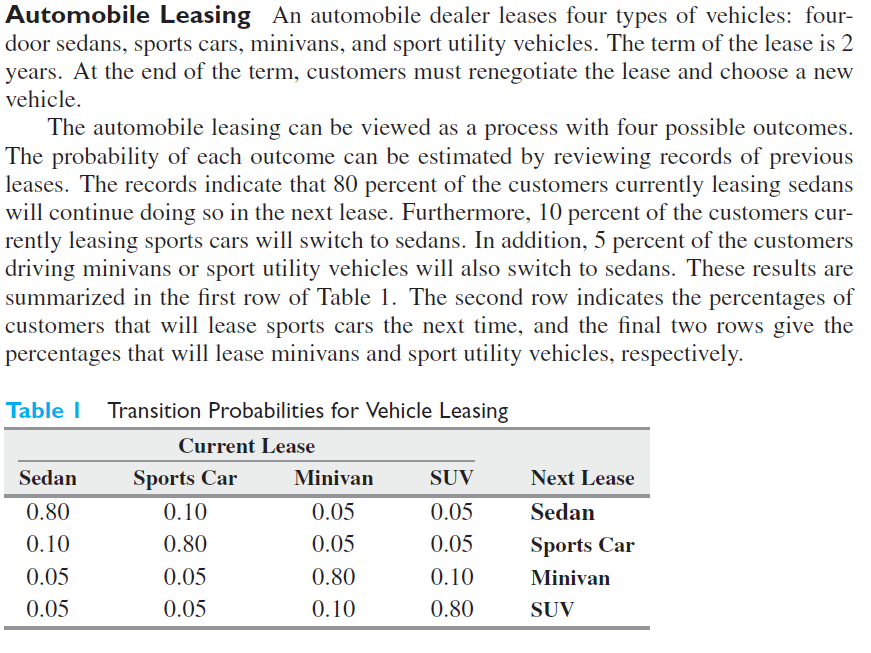 Automobile Leasing An automobile dealer leases four types of vehicles: four-
door sedans, sports cars, minivans, and sport utility vehicles. The term of the lease is 2
years. At the end of the term, customers must renegotiate the lease and choose a new
vehicle.
The automobile leasing can be viewed as a process with four possible outcomes.
The probability of each outcome can be estimated by reviewing records of previous
leases. The records indicate that 80 percent of the customers currently leasing sedans
will continue doing so in the next lease. Furthermore, 10 percent of the customers cur-
rently leasing sports cars will switch to sedans. In addition, 5 percent of the customers
driving minivans or sport utility vehicles will also switch to sedans. These results are
summarized in the first row of Table 1. The second row indicates the percentages of
customers that will lease sports cars the next time, and the final two rows give the
percentages that will lease minivans and sport utility vehicles, respectively.
Table 1 Transition Probabilities for Vehicle Leasing
Current Lease
Sedan Sports Car Minivan SUV Next Lease
0.80 0.10 0.05 0.05 Sedan
0.10 0.80 0.05 0.05 Sports Car
0.05 0.05 0.80 0.10 Minivan
0.05 0.05 0.10 0.80 SUV